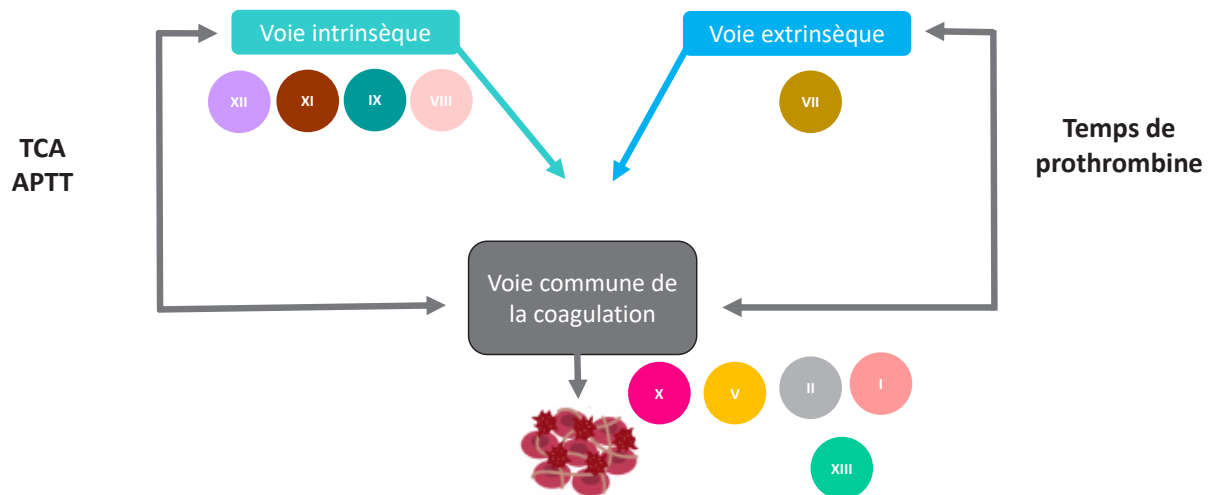 Voie intrinsèque
Voie extrinsèque
XII
XI
IX
VIII
VII
TCA
APTT
Temps de
prothrombine
Voie commune de
la coagulation
X
V
II
I
XIII